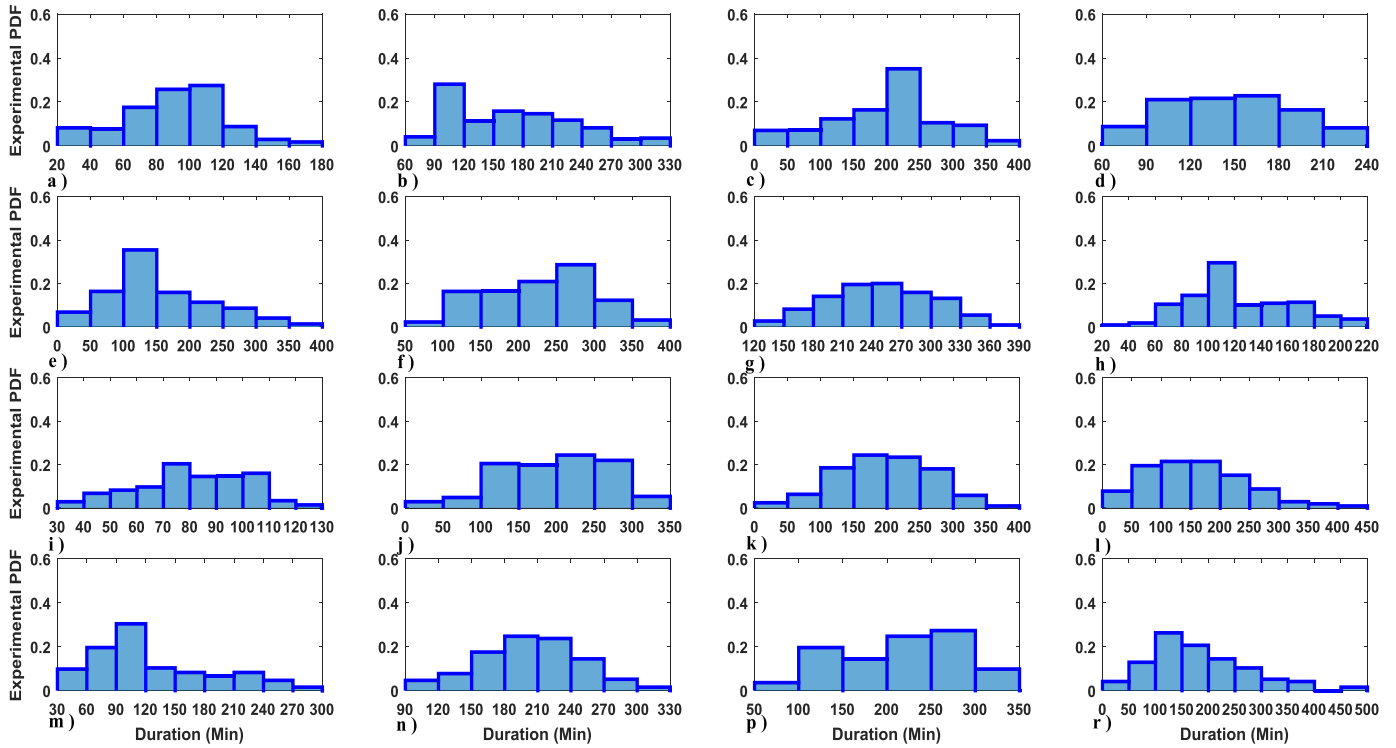 Experimental PDF
0.6 0.6 0.6 0.6
0.4 0.4 0.4 0.4
0.2 0.2 0.2 0.2
0 0 0 0
20 40 60 80 100 120 140 160 180 60 90 120 150 180 210 240 270 300 330 0 50 100 150 200 250 300 350 400 60 90 120 150 180 210 240
a ) b ) c ) d )
Experimental PDF
0.6 0.6 0.6 0.6
0.4 0.4 0.4 0.4
0.2 0.2 0.2 0.2
0 0 0 0
0 50 100 150 200 250 300 350 400 50 100 150 200 250 300 350 400 120 150 180 210 240 270 300 330 360 390 20 40 60 80 100 120 140 160 180 200 220
e ) f ) g ) h )
Experimental PDF
0.6 0.6 0.6 0.6
0.4 0.4 0.4 0.4
0.2 0.2 0.2 0.2
0 0 0 0
30 40 50 60 70 80 90 100 110 120 130 0 50 100 150 200 250 300 350 0 50 100 150 200 250 300 350 400 0 50 100 150 200 250 300 350 400 450
i ) j ) k ) l )
Experimental PDF
0.6 0.6 0.6 0.6
0.4 0.4 0.4 0.4
0.2 0.2 0.2 0.2
0 0 0 0
30 60 90 120 150 180 210 240 270 300 90 120 150 180 210 240 270 300 330 50 100 150 200 250 300 350 0 50 100 150 200 250 300 350 400 450 500
m ) n ) p ) r )
Duration (Min) Duration (Min) Duration (Min) Duration (Min)